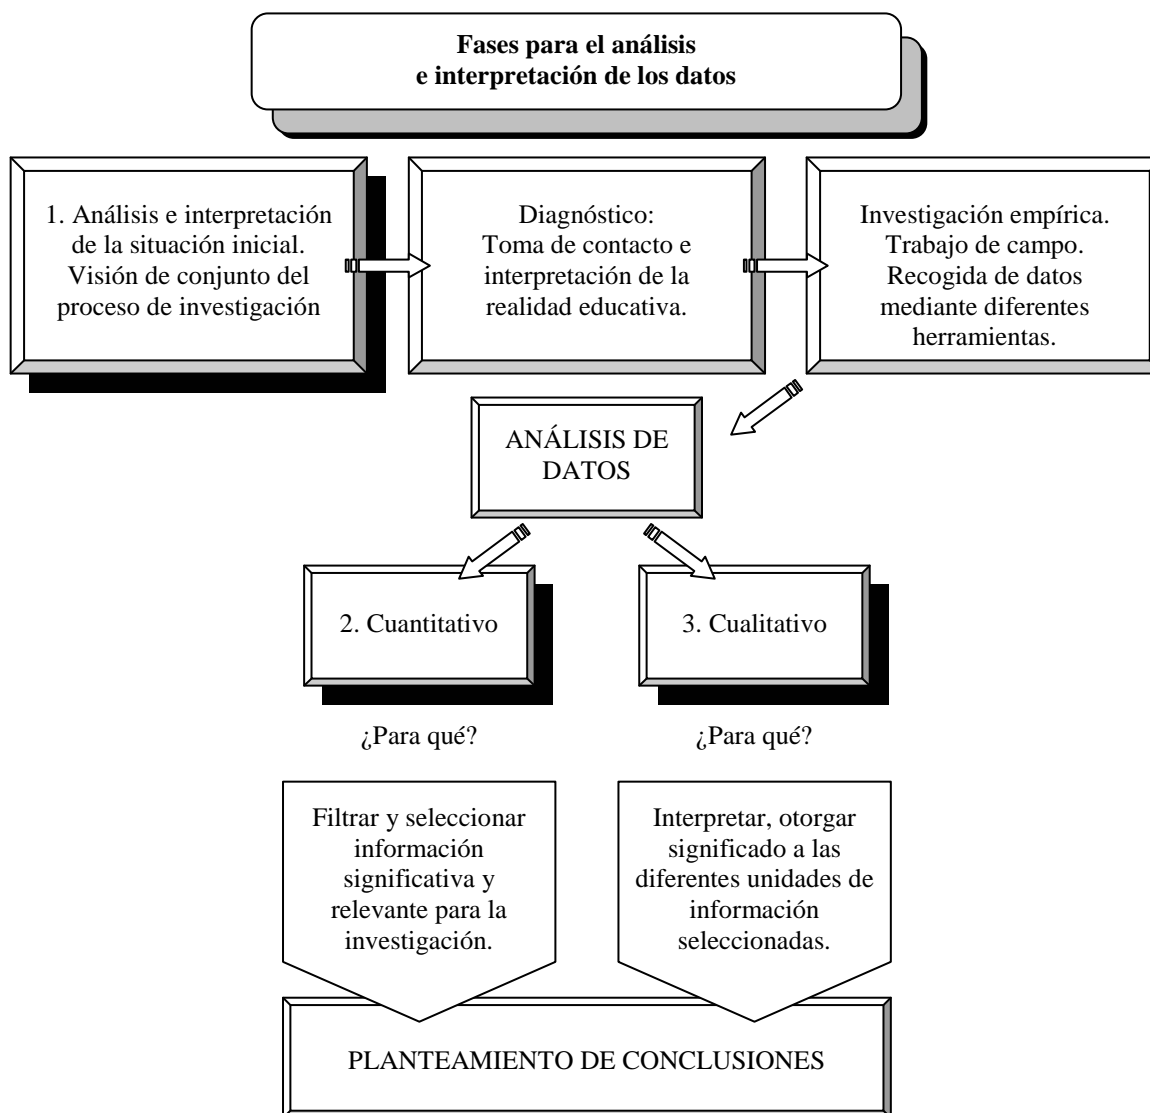 Fases para el análisis
e interpretación de los datos
1. Análisis e interpretación
de la situación inicial.
Visión de conjunto del
proceso de investigación
Diagnóstico:
Toma de contacto e
interpretación de la
realidad educativa.
Investigación empírica.
Trabajo de campo.
Recogida de datos
mediante diferentes
herramientas.
ANÁLISIS DE
DATOS
2. Cuantitativo
3. Cualitativo
¿Para qué?
¿Para qué?
Filtrar y seleccionar
información
significativa y
relevante para la
investigación.
Interpretar, otorgar
significado a las
diferentes unidades de
información
seleccionadas.
PLANTEAMIENTO DE CONCLUSIONES